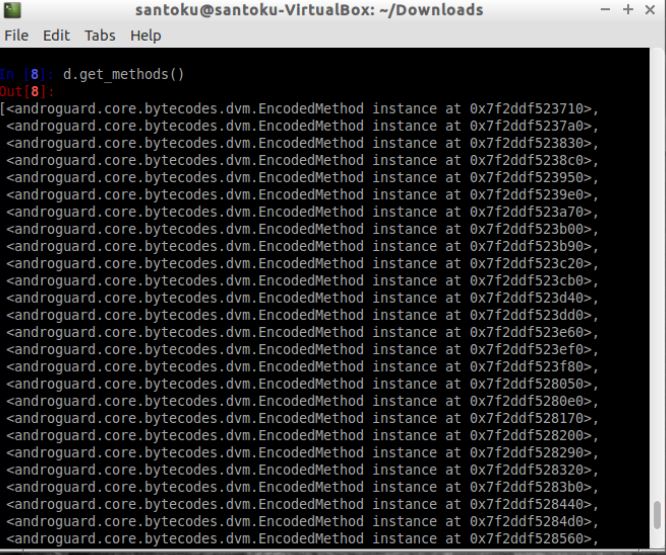 santoku@santoku-VirtualBox: ~/Downloads
File Edit Tabs Help
In [8]: d.get_methods()
Out[8]:
[<androguard.core.bytecodes.dvm.EncodedMethod instance at 0x7f2ddf523710>,
<androguard.core.bytecodes.dvm.EncodedMethod instance at 0x7f2ddf5237a0>,
<androguard.core.bytecodes.dvm.EncodedMethod instance at 0x7f2ddf523830>,
<androguard.core.bytecodes.dvm.EncodedMethod instance at 0x7f2ddf5238c0>,
<androguard.core.bytecodes.dvm.EncodedMethod instance at 0x7f2ddf523950>,
<androguard.core.bytecodes.dvm.EncodedMethod instance at 0x7f2ddf5239e0>,
<androguard.core.bytecodes.dvm.EncodedMethod instance at 0x7f2ddf523a70>,
<androguard.core.bytecodes.dvm.EncodedMethod instance at 0x7f2ddf523b00>,
<androguard.core.bytecodes.dvm.EncodedMethod instance at 0x7f2ddf523b90>,
<androguard.core.bytecodes.dvm.EncodedMethod instance at 0x7f2ddf523c20>,
<androguard.core.bytecodes.dvm.EncodedMethod instance at 0x7f2ddf523cb0>,
<androguard.core.bytecodes.dvm.EncodedMethod instance at 0x7f2ddf523d40>,
<androguard.core.bytecodes.dvm.EncodedMethod instance at 0x7f2ddf523dd0>,
<androguard.core.bytecodes.dvm.EncodedMethod instance at 0x7f2ddf523e60>,
<androguard.core.bytecodes.dvm.EncodedMethod instance at 0x7f2ddf523ef0>,
<androguard.core.bytecodes.dvm.EncodedMethod instance at 0x7f2ddf523f80>,
<androguard.core.bytecodes.dvm.EncodedMethod instance at 0x7f2ddf528050>,
<androguard.core.bytecodes.dvm.EncodedMethod instance at 0x7f2ddf5280e0>,
<androguard.core.bytecodes.dvm.EncodedMethod instance at 0x7f2ddf528170>,
<androguard.core.bytecodes.dvm.EncodedMethod instance at 0x7f2ddf528200>,
<androguard.core.bytecodes.dvm.EncodedMethod instance at 0x7f2ddf528290>,
<androguard.core.bytecodes.dvm.EncodedMethod instance at 0x7f2ddf528320>,
<androguard.core.bytecodes.dvm.EncodedMethod instance at 0x7f2ddf5283b0>,
<androguard.core.bytecodes.dvm.EncodedMethod instance at 0x7f2ddf528440>,
<androguard.core.bytecodes.dvm.EncodedMethod instance at 0x7f2ddf5284d0>,
<androguard.core.bytecodes.dvm.EncodedMethod instance at 0x7f2ddf528560>,